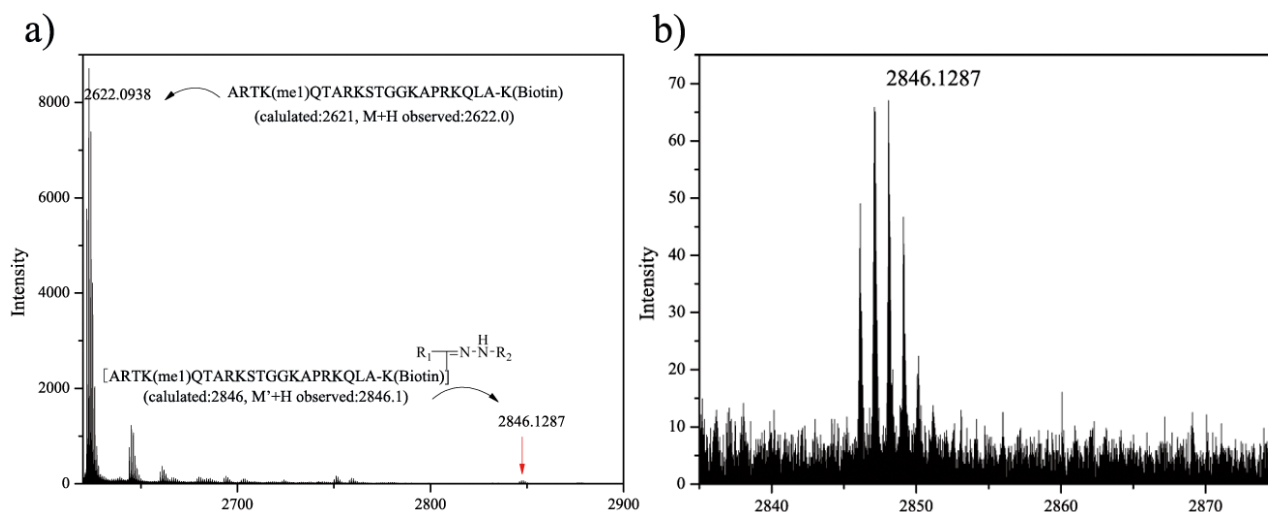 a)
2622.0938
ARTK(me1)QTARKSTGGKAPRKQLA-K(Biotin)
(calulated:2621, M+H observed:2622.0)
H
R1 =N-N-R2
[ARTK(me1)QTARKSTGGKAPRKQLA-K(Biotin)]
(calulated:2846, M'+H observed:2846.1)
2846.1287
Intensity
8000
6000
4000
2000
0
2700
2800
2900
b)
2846.1287
Intensity
70
60
50
40
30
20
10
0
2840
2850
2860
2870